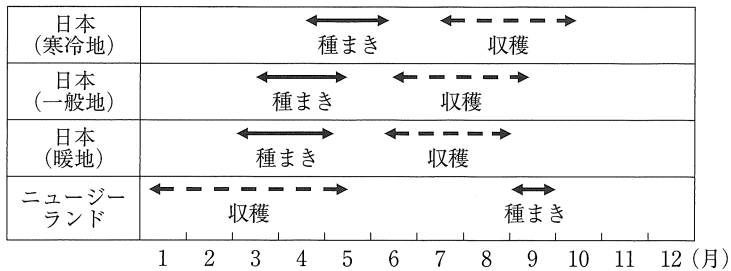 日本
(寒冷地)
種まき
収穫
日本
(一般地)
種まき
収穫
日本
(暖地)
種まき
収穫
ニュージー
ランド
収穫
種まき
1 2 3 4 5 6 7 8 9 10 11 12 (月)